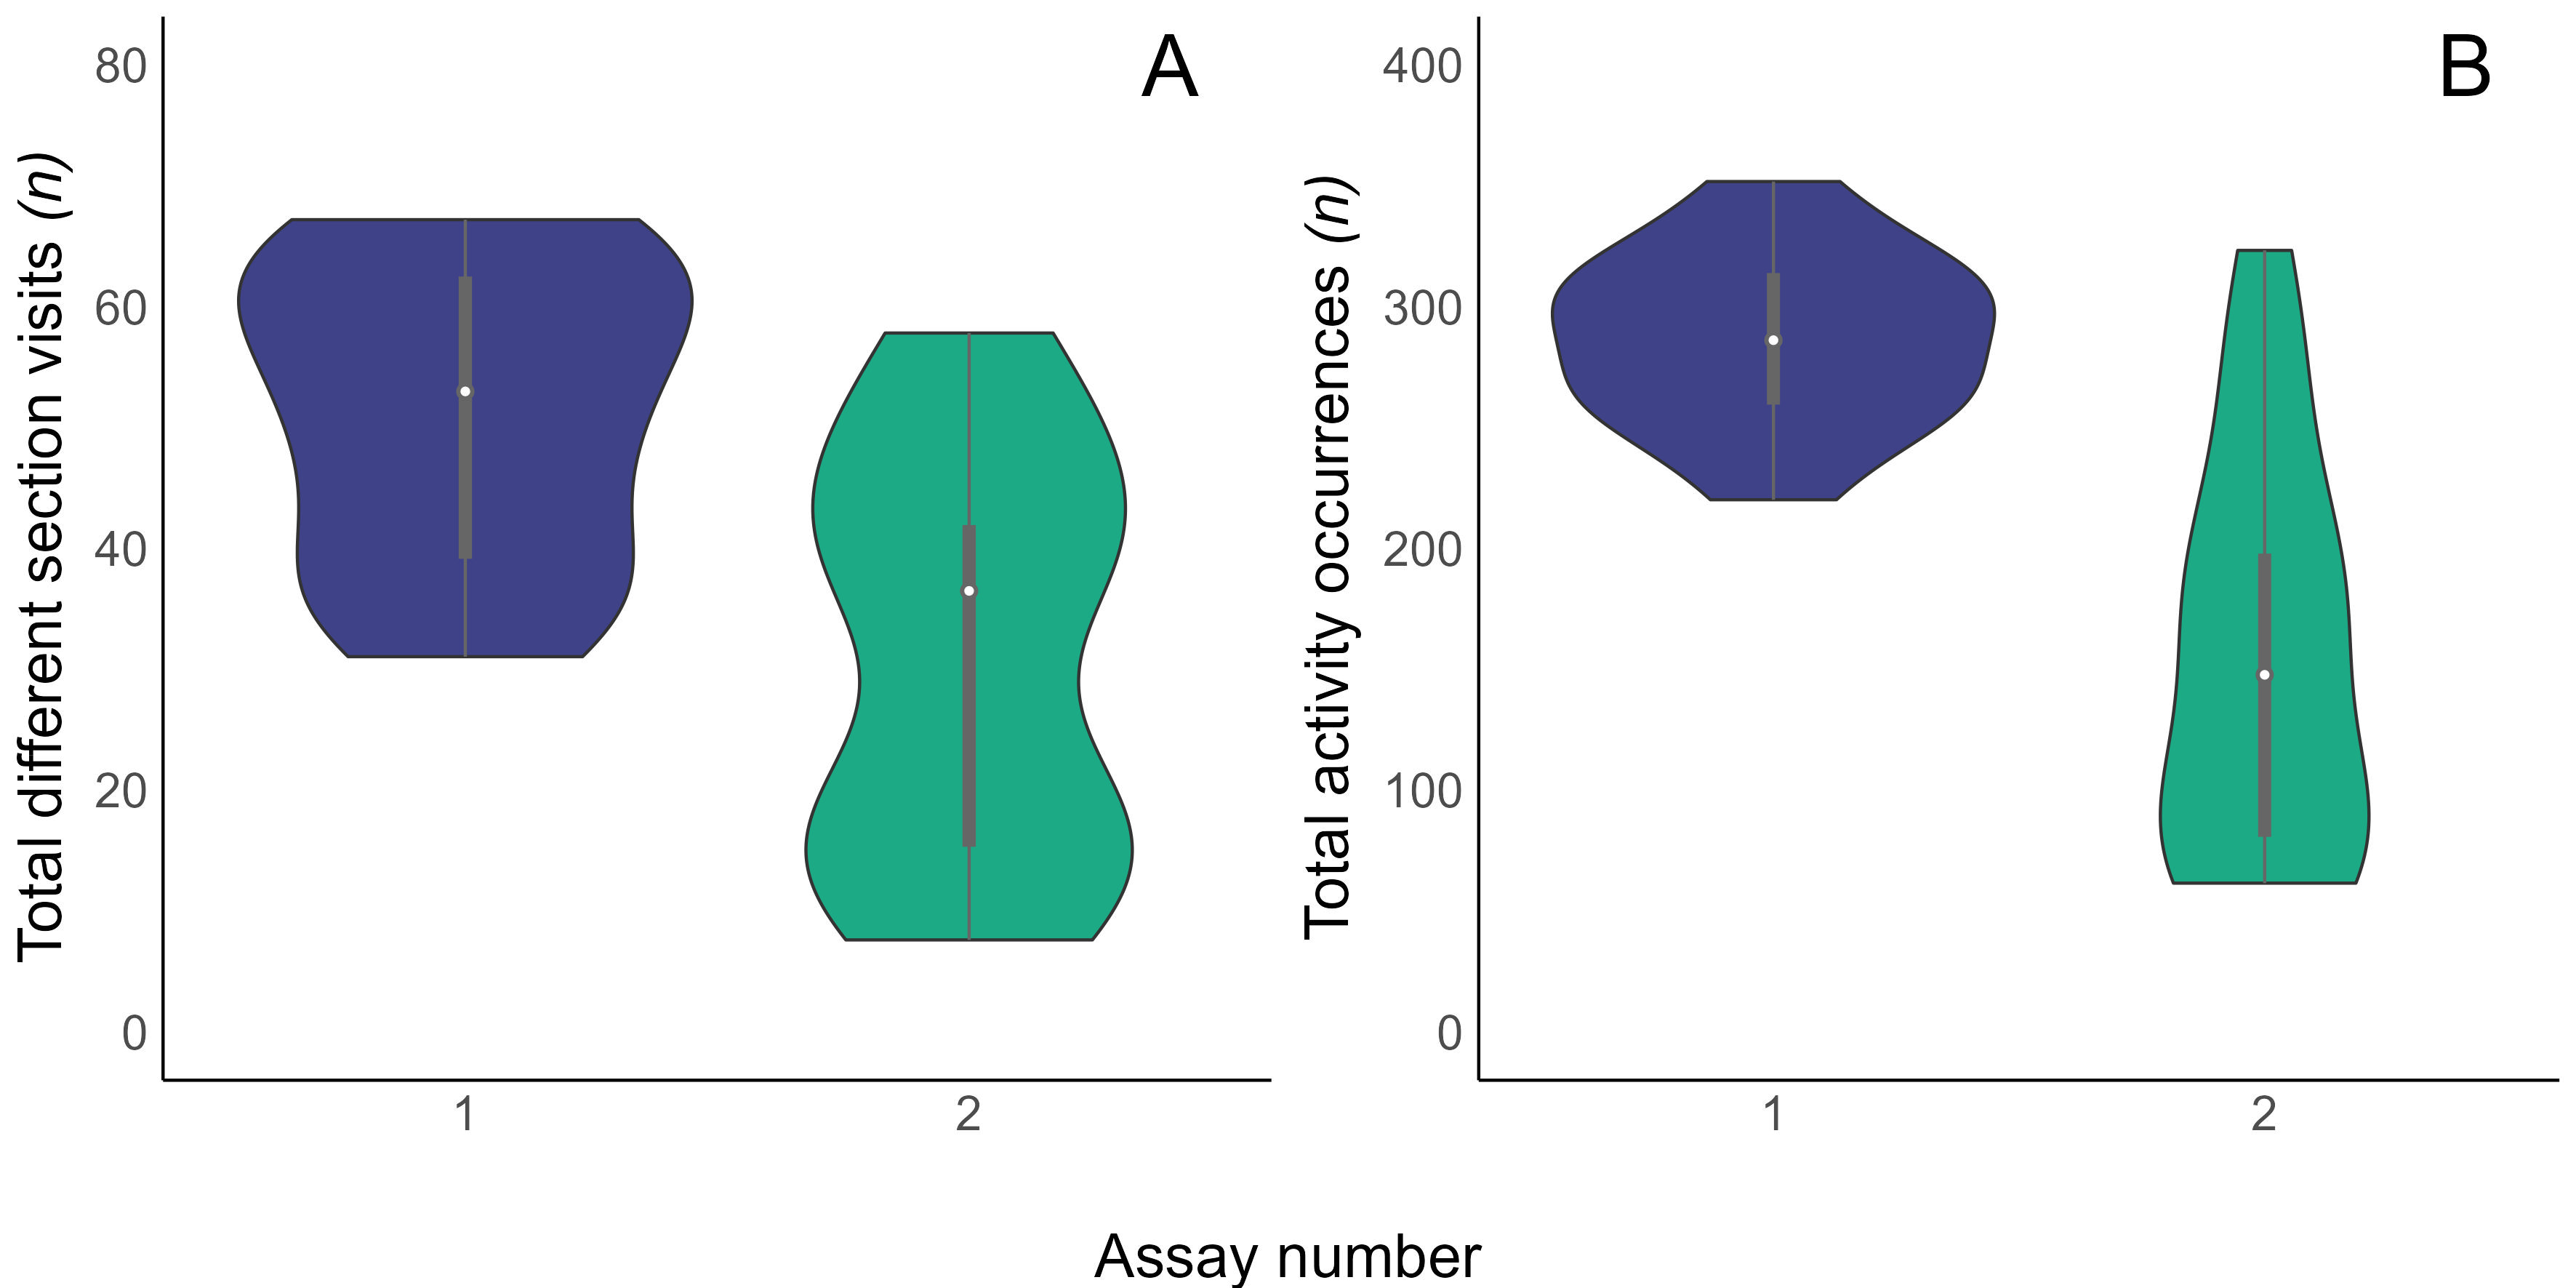 A
Total different section visits (n)
80
60
40
20
0
1
2
B
Total activity occurrences (n)
400
300
200
100
0
1
2
Assay number